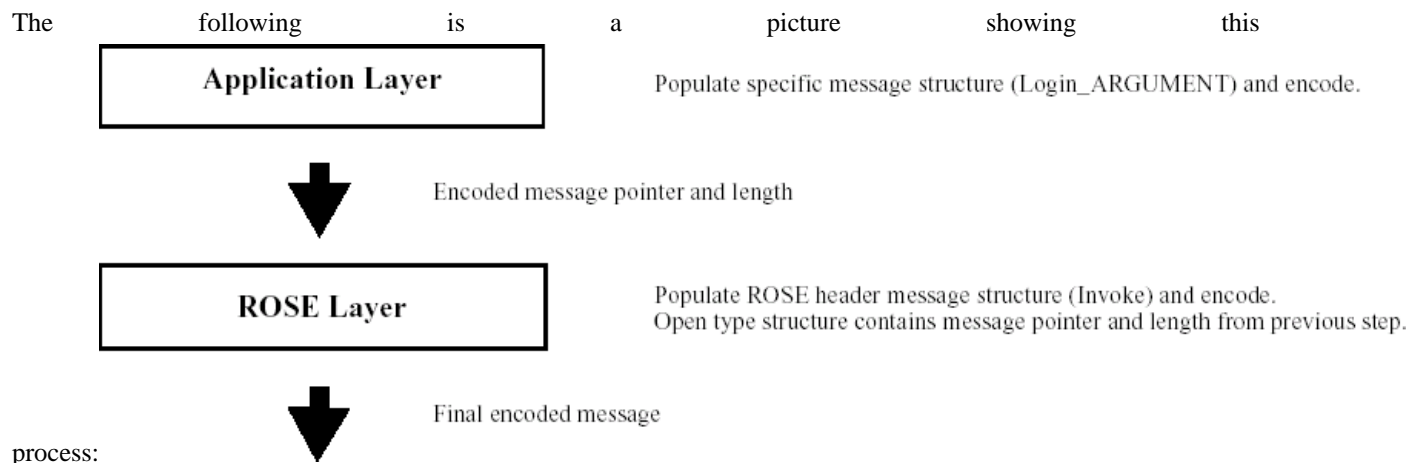 The following is a picture showing this
Application Layer
Populate specific message structure (Login_ARGUMENT) and encode.
Encoded message pointer and length
ROSE Layer
Populate ROSE header message structure (Invoke) and encode.
Open type structure contains message pointer and length from previous step.
Final encoded message
process: